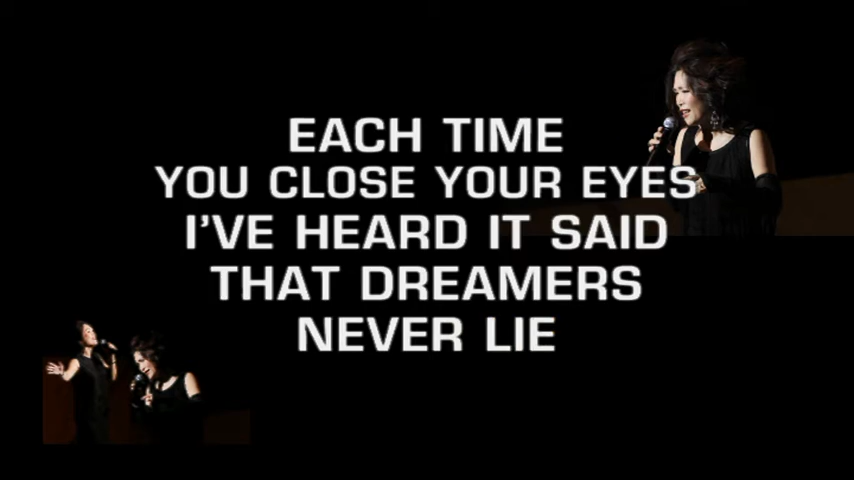 EACH TIME
YOU CLOSE YOUR EYES
I'VE HEARD IT SAID
THAT DREAMERS
NEVER LIE